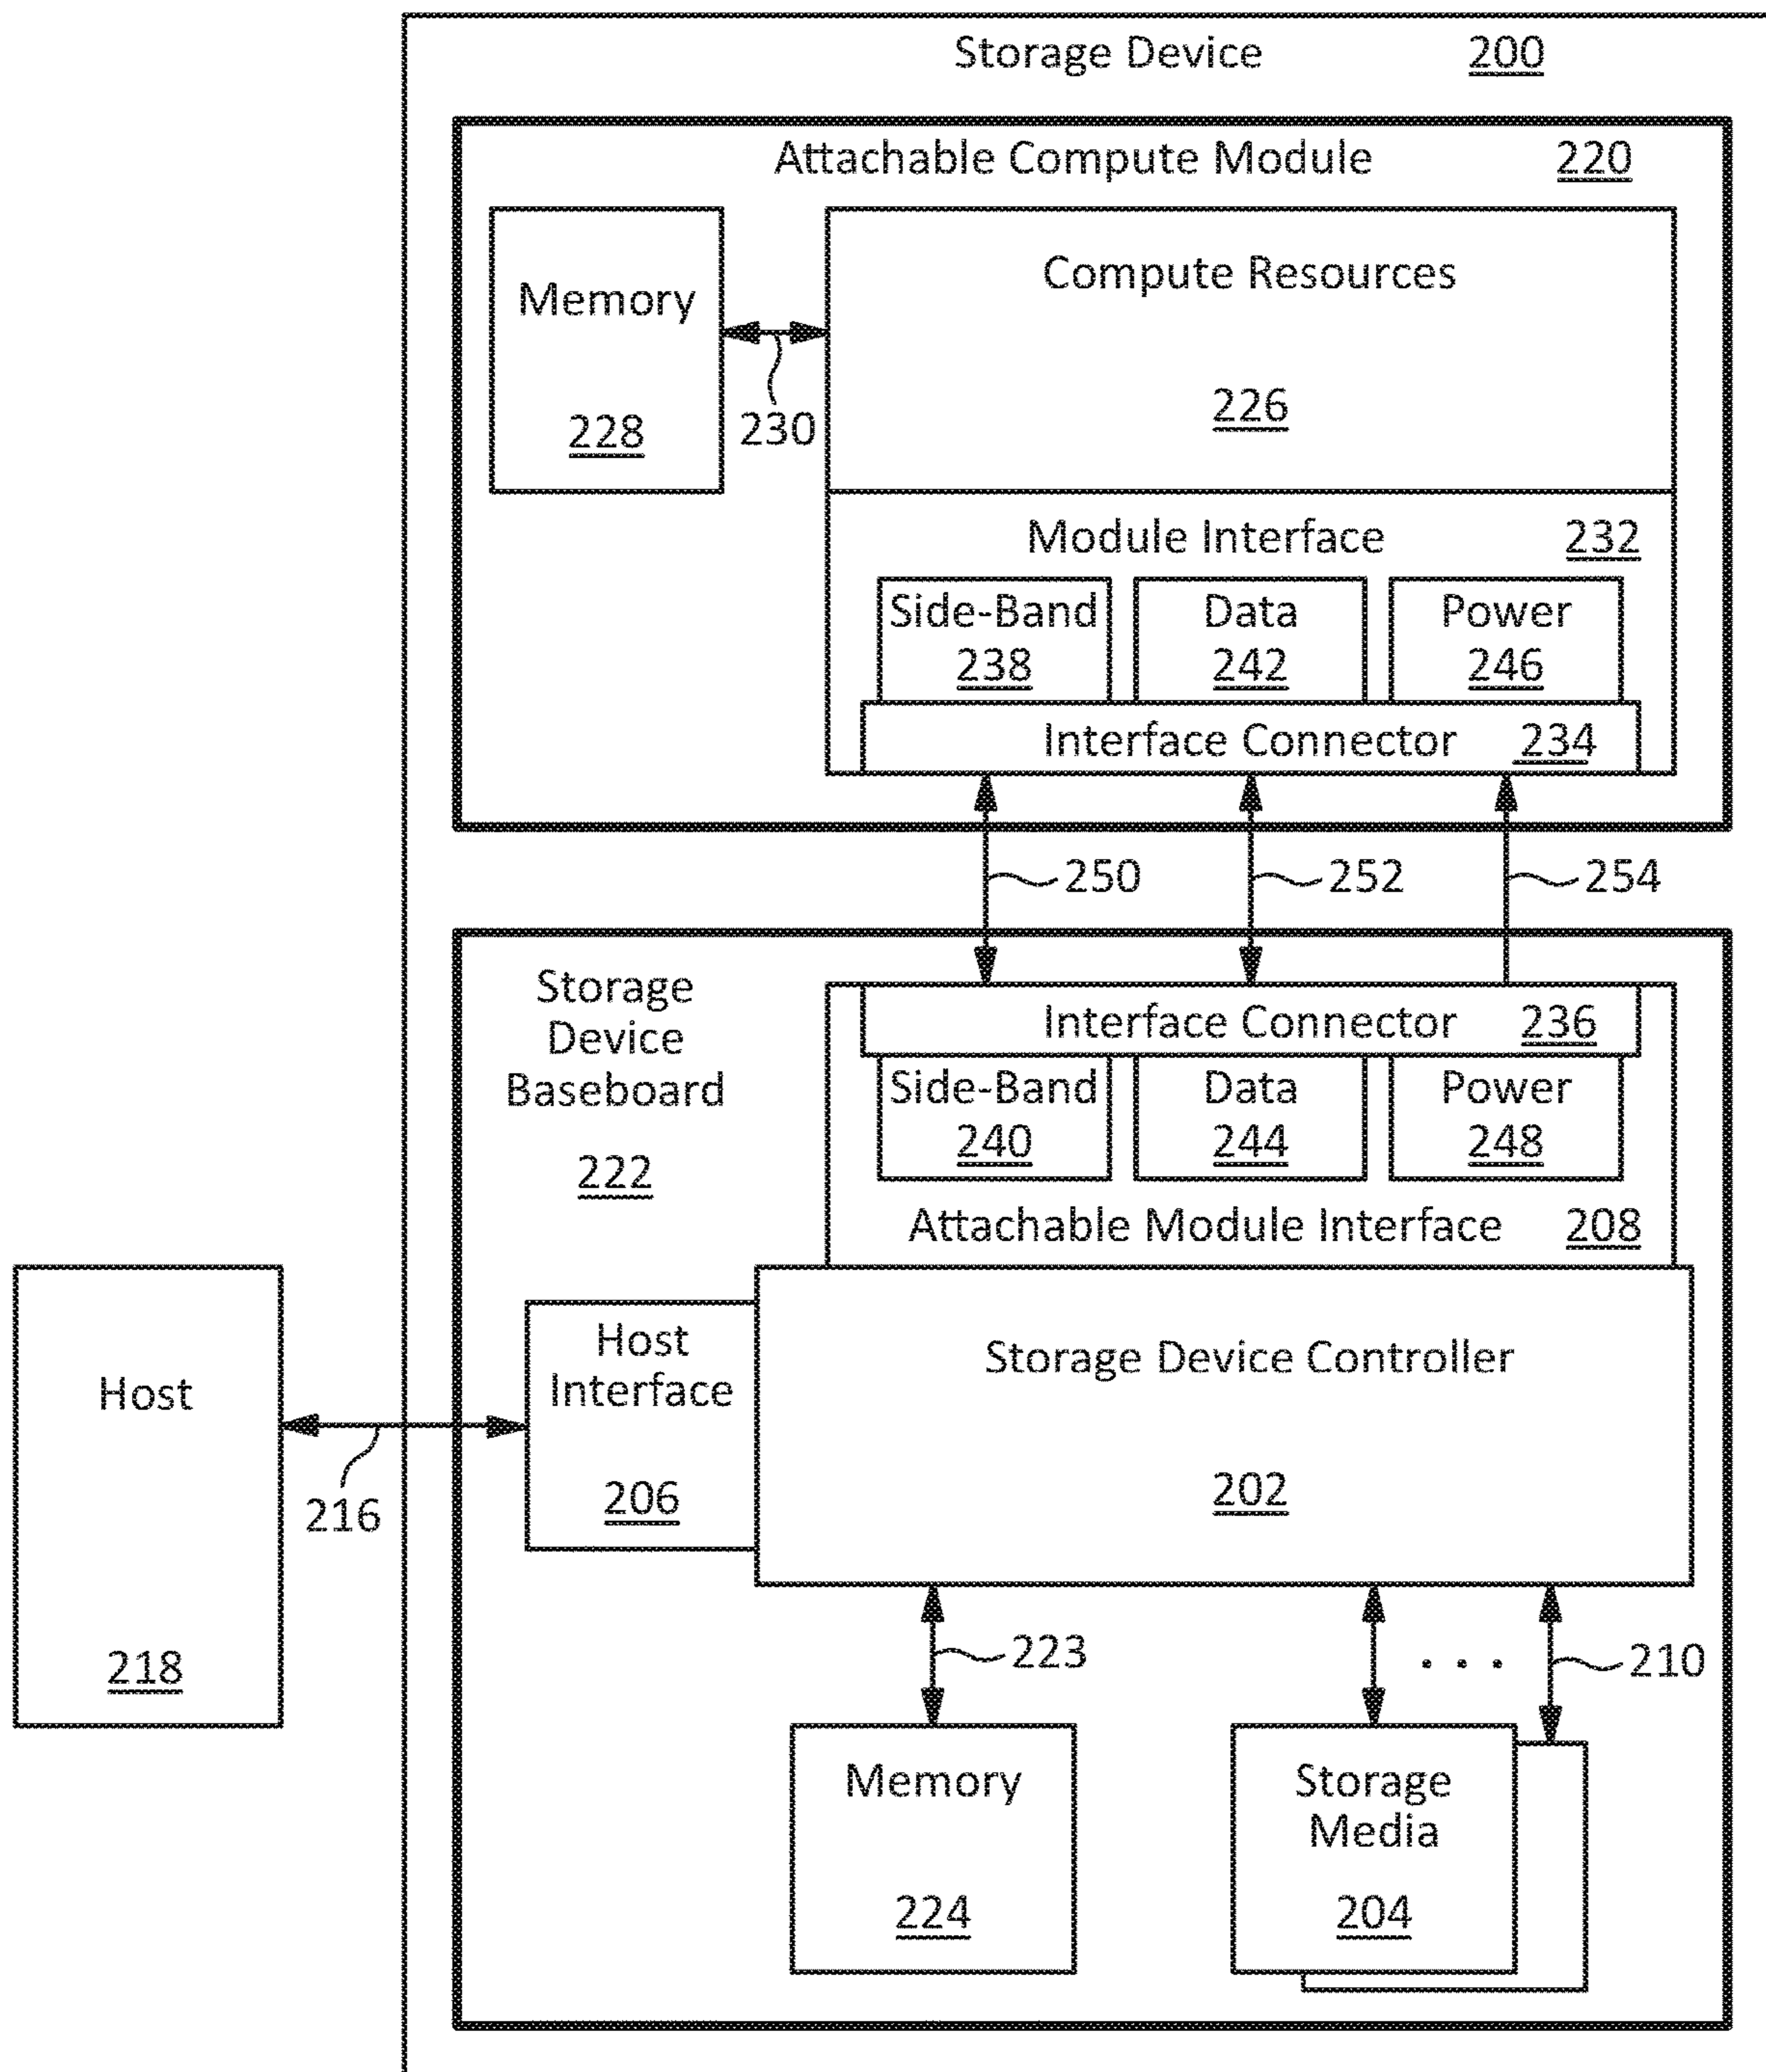 Storage Device 200
Attachable Compute Module 220
Memory
228
230
Compute Resources
226
Module Interface 232
Side-Band
238
Data
242
Power
246
Interface Connector 234
250
252
254
Storage
Device
Baseboard
222
Interface Connector 236
Side-Band
240
Data
244
Power
248
Attachable Module Interface 208
Host
218
216
Host
Interface
206
Storage Device Controller
202
223
. . .
210
Memory
224
Storage
Media
204